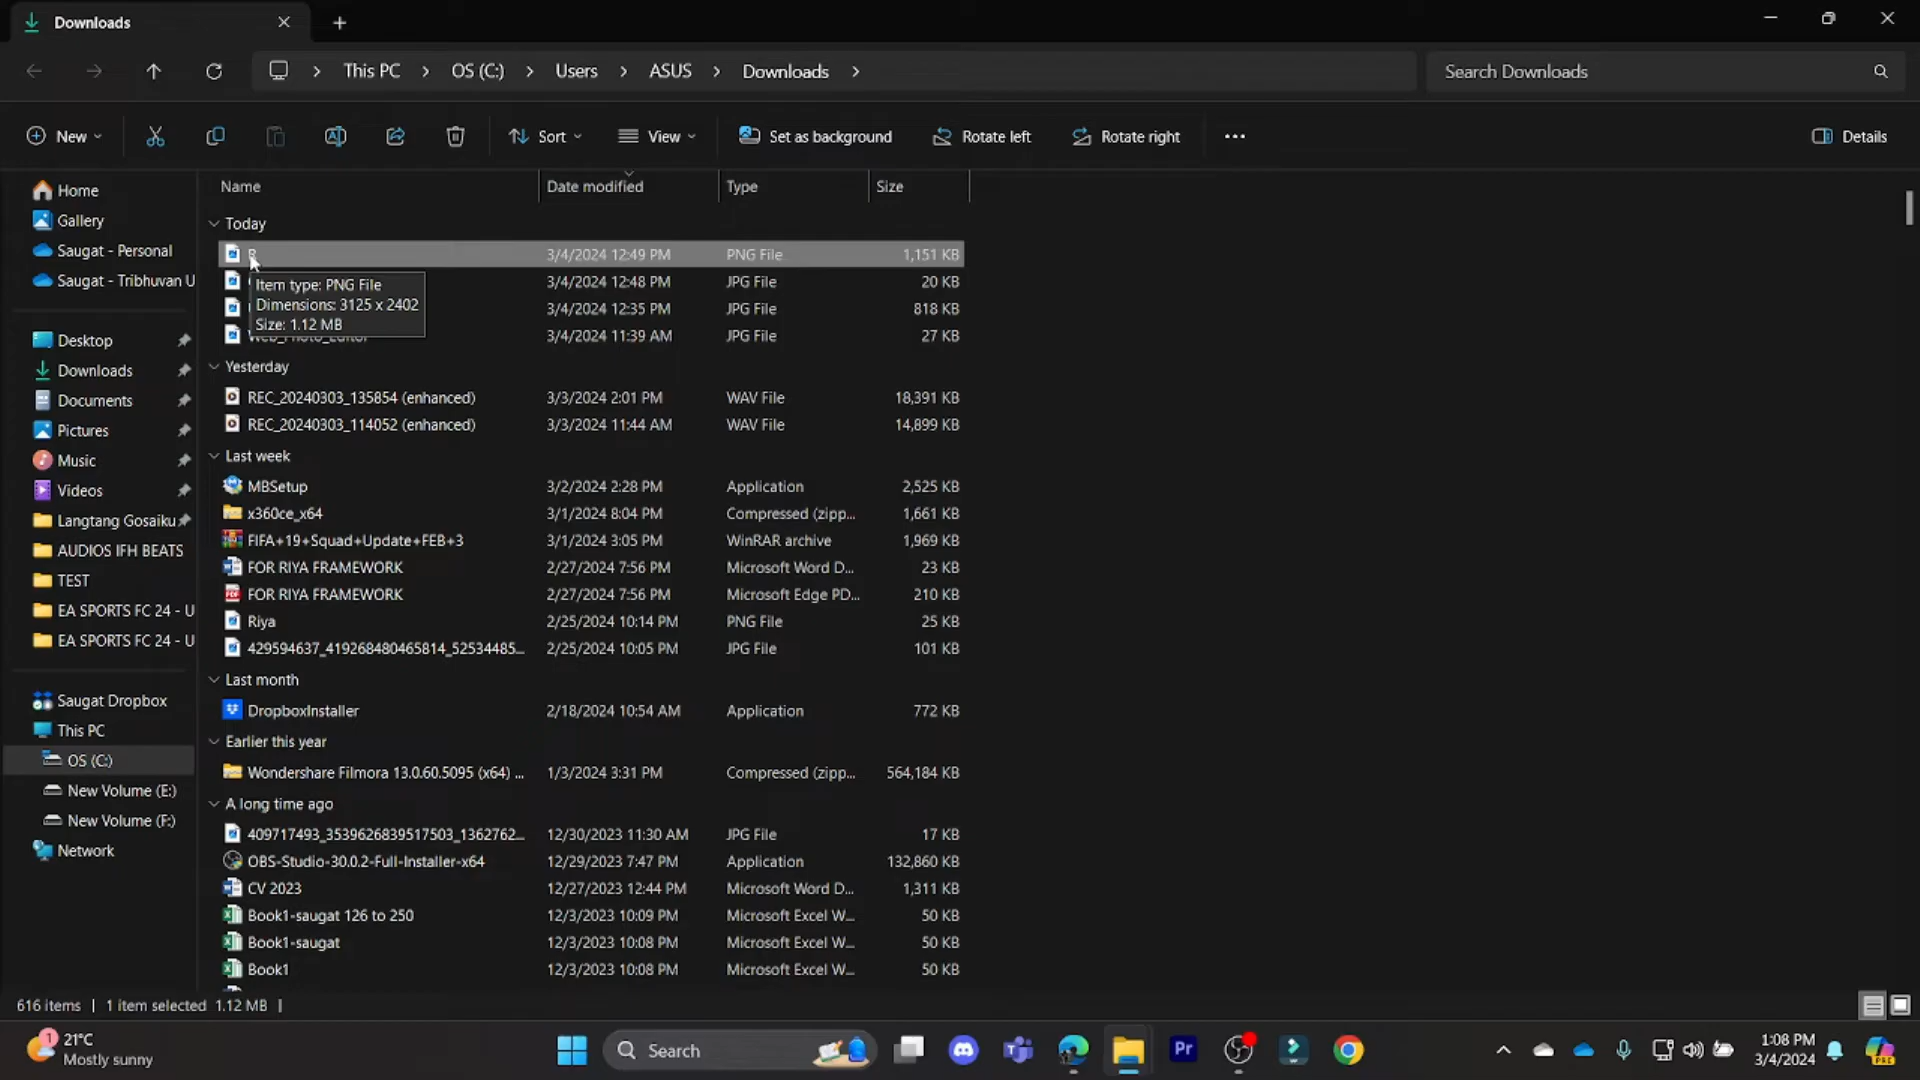 Downloads
This PC OS (C:) Users ASUS Downloads Search Downloads
New Sort View Set as background Rotate left Rotate right Details
Name Date modified Type Size
Home
Gallery
Saugat - Personal
Saugat - Tribhuvan U
Desktop
Downloads
Documents
Pictures
Music
Videos
Langtang Gosaiku
AUDIOS IFH BEATS
TEST
EA SPORTS FC 24 - U
EA SPORTS FC 24 - U
Saugat Dropbox
This PC
OS (C:)
New Volume (E:)
New Volume (F:)
Network
Today
3/4/2024 12:49 PM PNG File 1,151 KB
3/4/2024 12:48 PM JPG File 20 KB
3/4/2024 12:35 PM JPG File 818 KB
Web_Photo_Editor 3/4/2024 11:39 AM JPG File 27 KB
Item type: PNG File
Dimensions: 3125 x 2402
Size: 1.12 MB
Yesterday
REC_20240303_135854 (enhanced) 3/3/2024 2:01 PM WAV File 18,391 KB
REC_20240303_114052 (enhanced) 3/3/2024 11:44 AM WAV File 14,899 KB
Last week
MBSetup 3/2/2024 2:28 PM Application 2,525 KB
x360ce_x64 3/1/2024 8:04 PM Compressed (zipp... 1,661 KB
FIFA+19+Squad+Update+FEB+3 3/1/2024 3:05 PM WinRAR archive 1,969 KB
FOR RIYA FRAMEWORK 2/27/2024 7:56 PM Microsoft Word D... 23 KB
FOR RIYA FRAMEWORK 2/27/2024 7:56 PM Microsoft Edge PD... 210 KB
Riya 2/25/2024 10:14 PM PNG File 25 KB
429594637_419268480465814_52534485... 2/25/2024 10:05 PM JPG File 101 KB
Last month
DropboxInstaller 2/18/2024 10:54 AM Application 772 KB
Earlier this year
Wondershare Filmora 13.0.60.5095 (x64) ... 1/3/2024 3:31 PM Compressed (zipp... 564,184 KB
A long time ago
409717493_3539626839517503_1362762... 12/30/2023 11:30 AM JPG File 17 KB
OBS-Studio-30.0.2-Full-Installer-x64 12/29/2023 7:47 PM Application 132,860 KB
CV 2023 12/27/2023 12:44 PM Microsoft Word D... 1,311 KB
Book1-saugat 126 to 250 12/3/2023 10:09 PM Microsoft Excel W... 50 KB
Book1-saugat 12/3/2023 10:08 PM Microsoft Excel W... 50 KB
Book1 12/3/2023 10:08 PM Microsoft Excel W... 50 KB
616 items 1 item selected 1.12 MB
1 21°C
Mostly sunny
Search
Pr
1:08 PM
3/4/2024
PRE